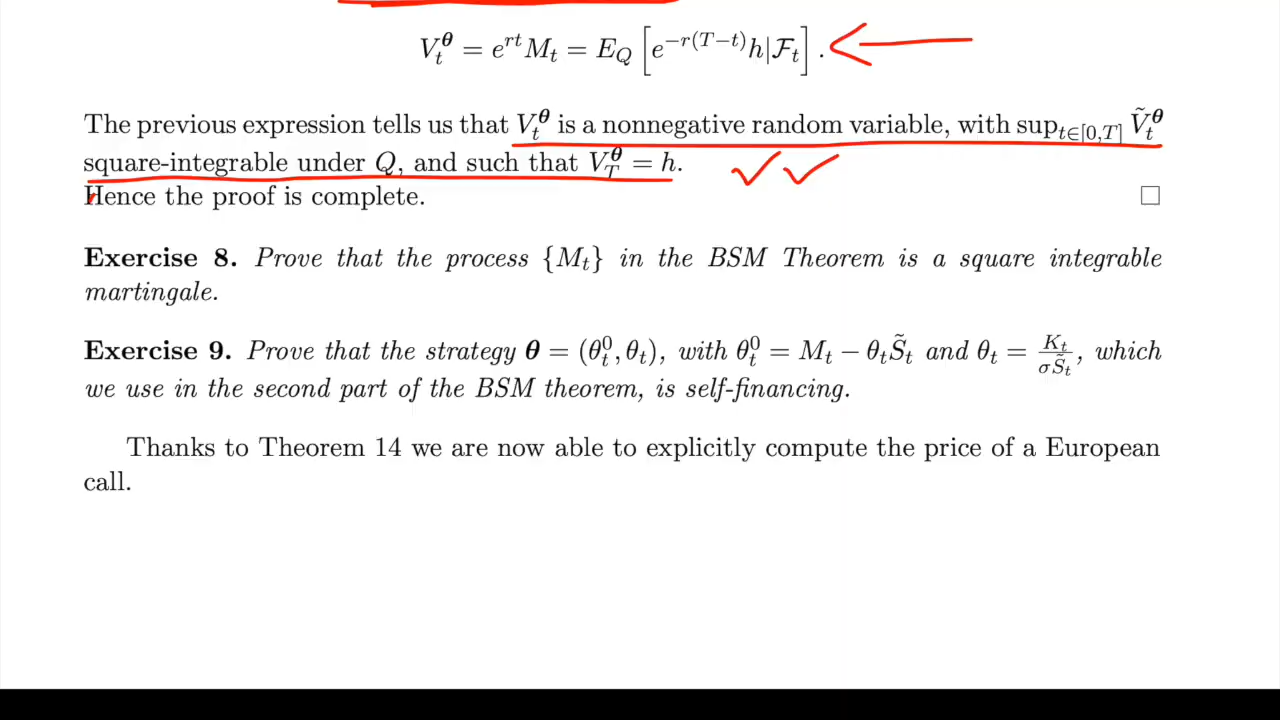 V_t^θ = e^{rt} M_t = E_Q [ e^{-r(T-t)} h | ℱ_t ] .
The previous expression tells us that V_t^θ is a nonnegative random variable, with sup_{t∈[0,T]} Ṽ_t^θ
square-integrable under Q, and such that V_T^θ = h.
Hence the proof is complete. □
Exercise 8. Prove that the process {M_t} in the BSM Theorem is a square integrable
martingale.
Exercise 9. Prove that the strategy θ = (θ_t^0, θ_t), with θ_t^0 = M_t − θ_t S̃_t and θ_t = K_t / σS̃_t, which
we use in the second part of the BSM theorem, is self-financing.
Thanks to Theorem 14 we are now able to explicitly compute the price of a European
call.